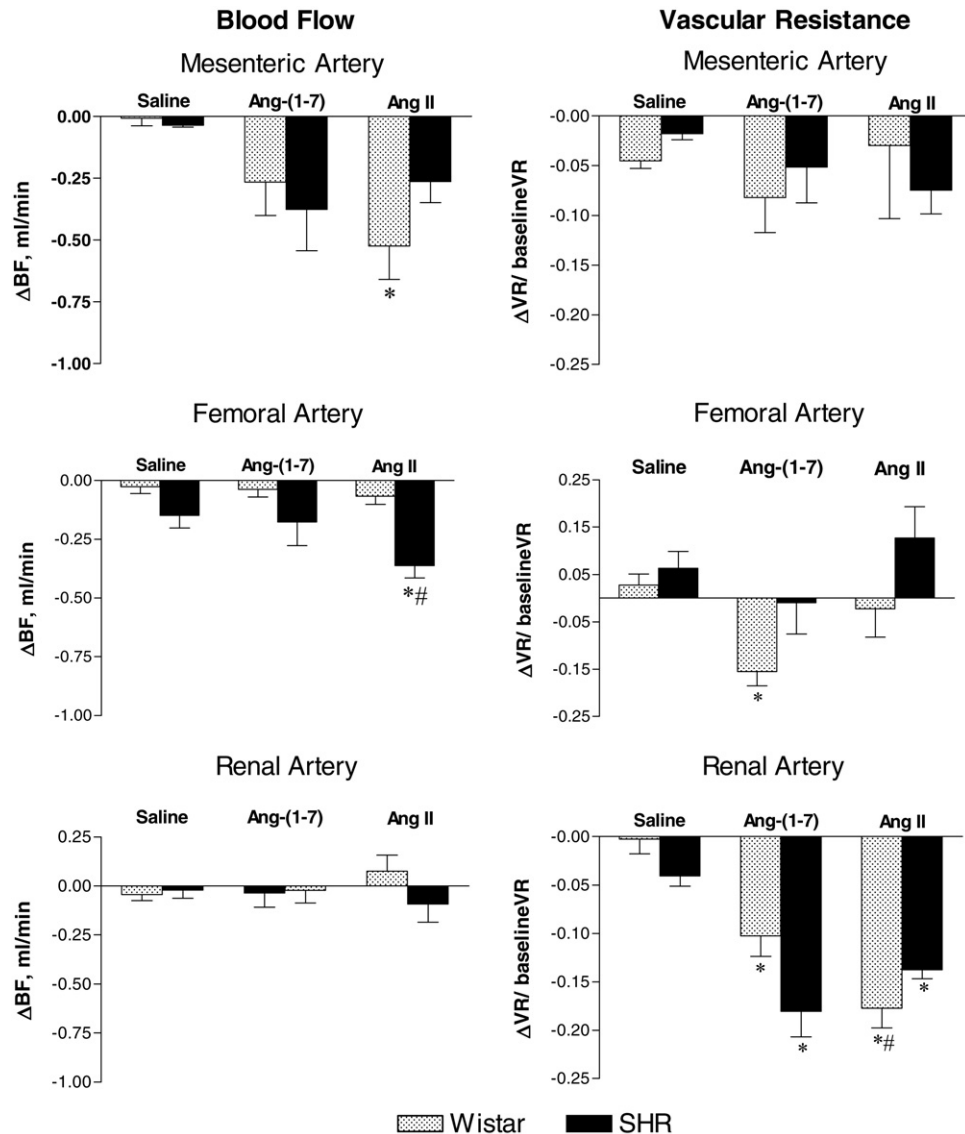 Blood Flow
Mesenteric Artery
Saline Ang-(1-7) Ang II
0.00
-0.25
-0.50
-0.75
-1.00
ΔBF, ml/min
*
Vascular Resistance
Mesenteric Artery
Saline Ang-(1-7) Ang II
-0.00
-0.05
-0.10
-0.15
-0.20
-0.25
ΔVR/ baselineVR
Femoral Artery
Saline Ang-(1-7) Ang II
0.00
-0.25
-0.50
-0.75
-1.00
ΔBF, ml/min
*#
Femoral Artery
Saline Ang-(1-7) Ang II
0.25
0.15
0.05
-0.05
-0.15
-0.25
ΔVR/ baselineVR
*
Renal Artery
Saline Ang-(1-7) Ang II
0.25
0.00
-0.25
-0.50
-0.75
-1.00
ΔBF, ml/min
Renal Artery
Saline Ang-(1-7) Ang II
-0.00
-0.05
-0.10
-0.15
-0.20
-0.25
ΔVR/ baselineVR
*
*
*#
*
Wistar SHR